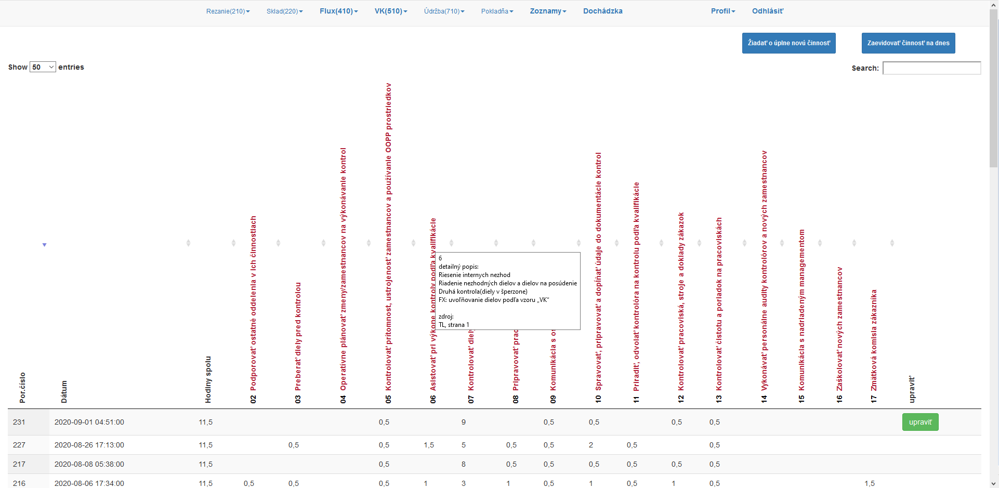 Rezanie(210) Sklad(220) Flux(410) VK(510) Údržba(710) Pokladňa Zoznamy Dochádzka Profil Odhlásiť
Žiadať o úplne novú činnosť Zaevidovať činnosť na dnes
Show 50 entries Search:
Por.číslo
Dátum
Hodiny spolu
02 Podporovať ostatné oddelenia v ich činnostiach
03 Preberať diely pred kontrolou
04 Operatívne plánovať zmeny/zamestnancov na výkonávanie kontrol
05 Kontrolovať prítomnosť, ustrojenosť zamestnancov a používanie OOPP prostriedkov
06 Asistovať pri výkone kontroly podľa kvalifikácie
07 Kontrolovať diely
08 Pripravovať
09 Komunikácia s
10 Spravovať, pripravovať a dopĺňať údaje do dokumentácie kontrol
11 Priradiť, odvolať kontrolóra na kontrolu podľa kvalifikácie
12 Kontrolovať pracoviská, stroje a doklady zákazok
13 Kontrolovať čistotu a poriadok na pracoviskách
14 Vykonávať personálne audity kontrolórov a nových zamestnancov
15 Komunikácia s nadriadeným managementom
16 Zaškolovať nových zamestnancov
17 Zmätková komisia zákazníka
upraviť
6
detailný popis:
Riesenie internych nezhod
Riadenie nezhodných dielov a dielov na posúdenie
Druhá kontrola(diely v šperzone)
FX: uvoľňovanie dielov podľa vzoru „VK“
zdroj:
TL, strana 1
231 2020-09-01 04:51:00 11,5 0,5 9 0,5 0,5 0,5 0,5 upraviť
227 2020-08-26 17:13:00 11,5 0,5 0,5 1,5 5 0,5 0,5 2 0,5 0,5
217 2020-08-08 05:38:00 11,5 0,5 8 0,5 0,5 0,5 0,5 0,5 0,5
216 2020-08-06 17:34:00 11,5 0,5 0,5 0,5 1 3 1 0,5 1 0,5 1 0,5 1,5